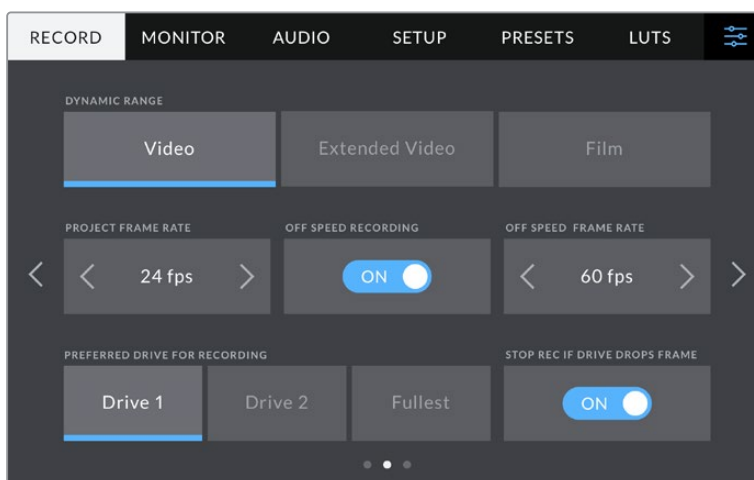 RECORD MONITOR AUDIO SETUP PRESETS LUTS
DYNAMIC RANGE
Video Extended Video Film
PROJECT FRAME RATE OFF SPEED RECORDING OFF SPEED FRAME RATE
24 fps ON 60 fps
PREFERRED DRIVE FOR RECORDING STOP REC IF DRIVE DROPS FRAME
Drive 1 Drive 2 Fullest ON